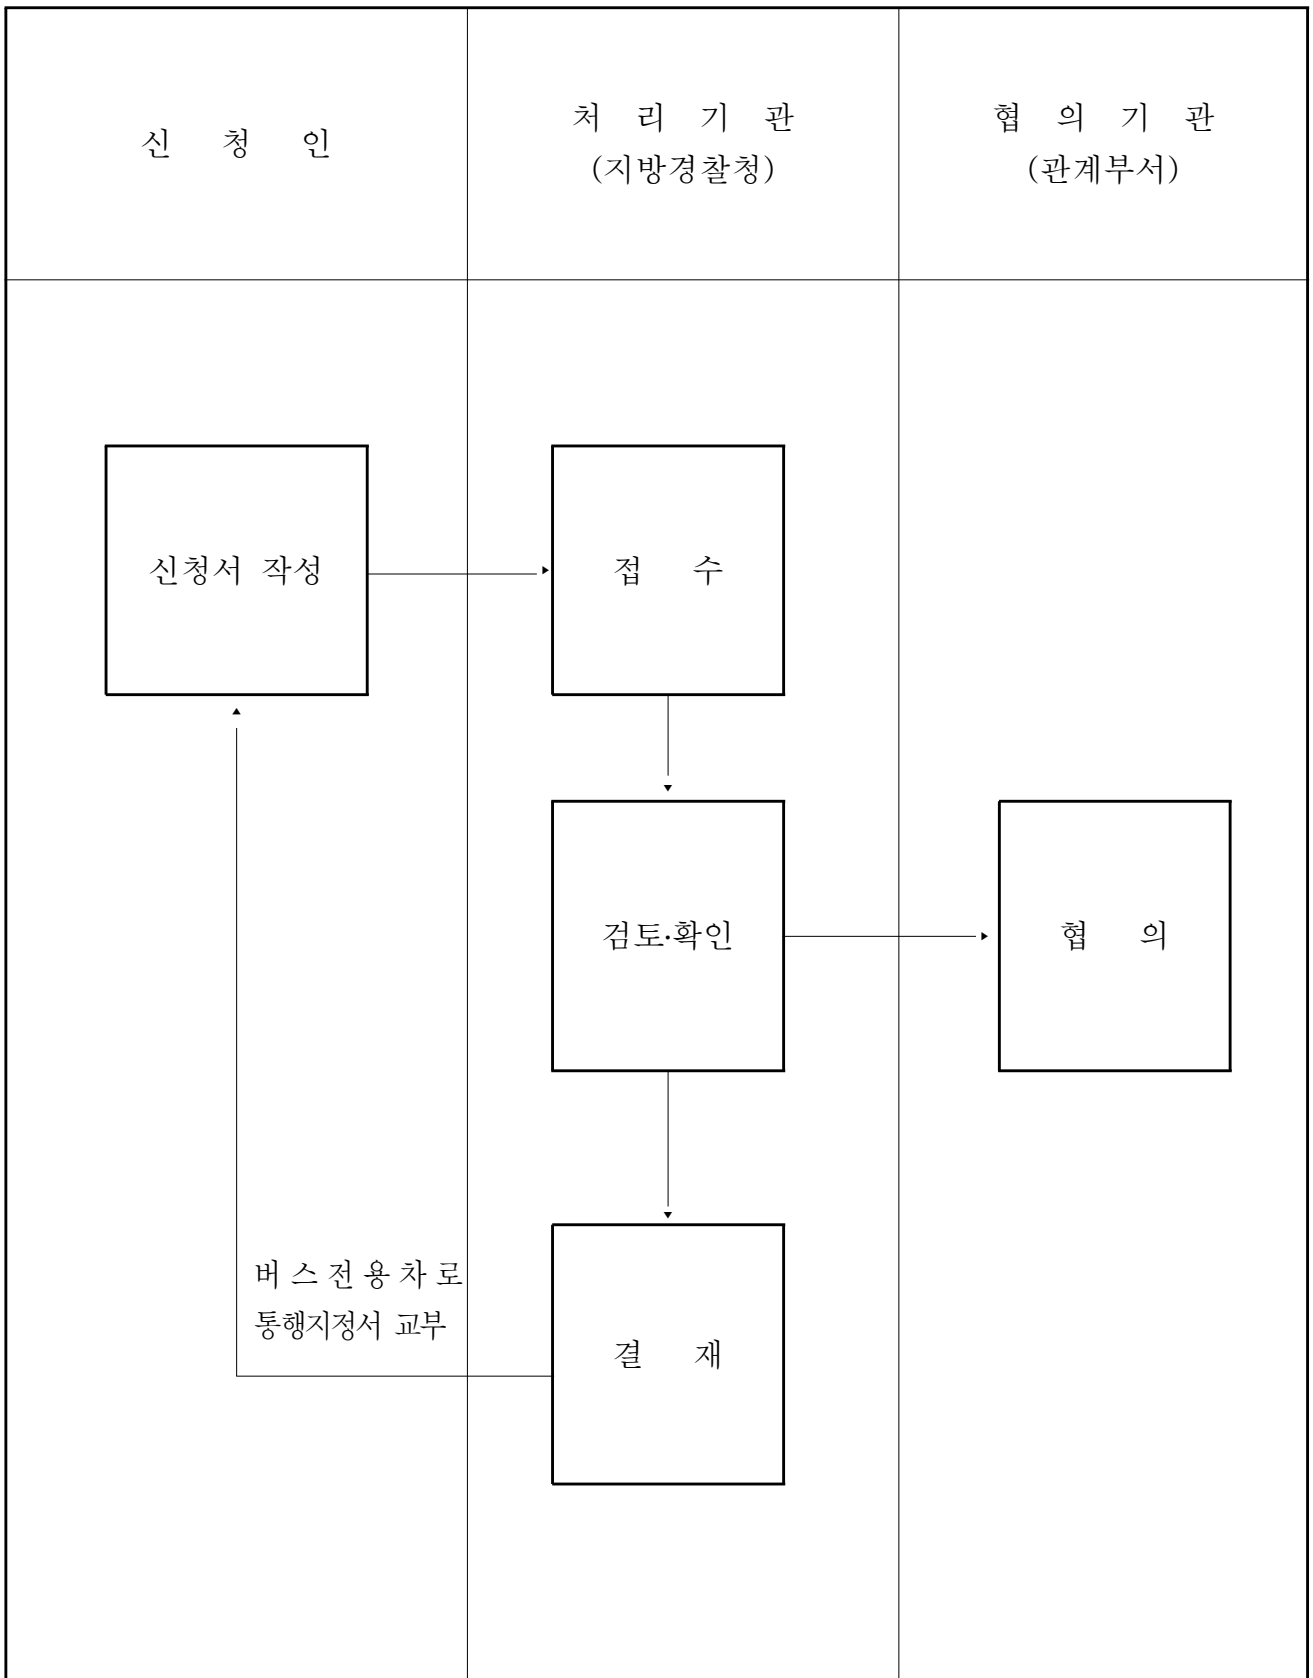 신 청 인
처 리 기 관
(지방경찰청)
협 의 기 관
(관계부서)
신청서 작성
접 수
검토·확인
협 의
버스전용차로
통행지정서 교부
결 재